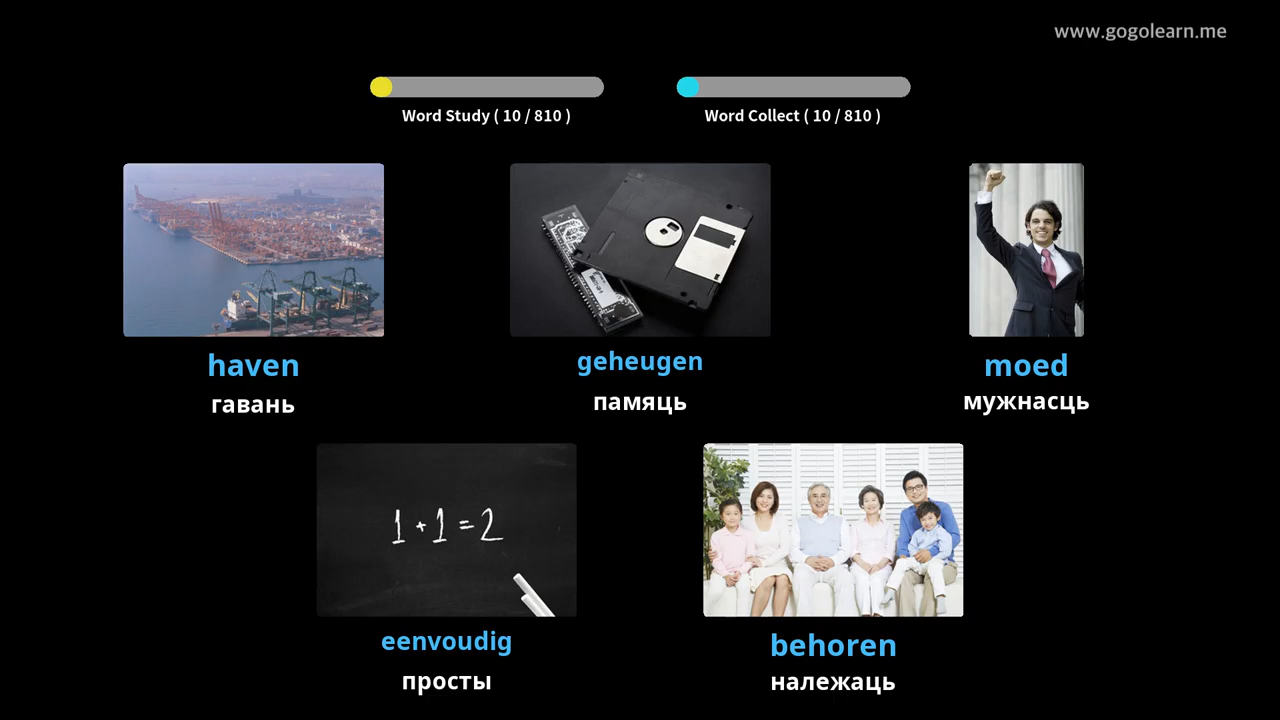 www.gogolearn.me
Word Study ( 10 / 810 )
Word Collect ( 10 / 810 )
haven
гавань
geheugen
памяць
moed
мужнасць
1 + 1 = 2
eenvoudig
просты
behoren
належаць